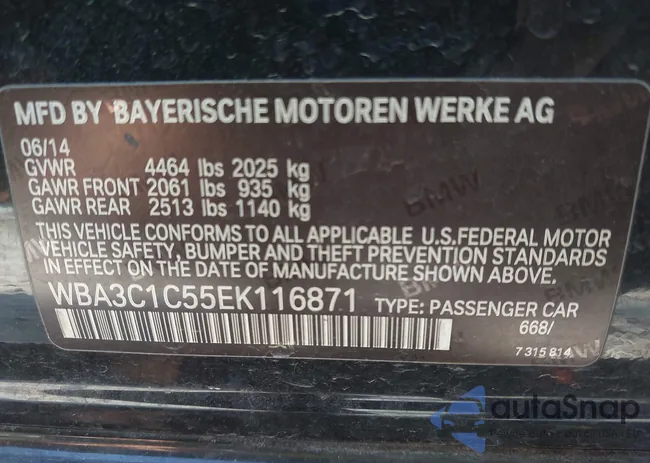 MFD BY BAYERISCHE MOTOREN WERKE AG
06/14
GVWR 4464 lbs 2025 kg
GAWR FRONT 2061 lbs 935 kg
GAWR REAR 2513 lbs 1140 kg
THIS VEHICLE CONFORMS TO ALL APPLICABLE U.S.FEDERAL MOTOR
VEHICLE SAFETY, BUMPER AND THEFT PREVENTION STANDARDS
IN EFFECT ON THE DATE OF MANUFACTURE SHOWN ABOVE.
WBA3C1C55EK116871 TYPE: PASSENGER CAR
668/
7 315 814
BMW
autoSnap